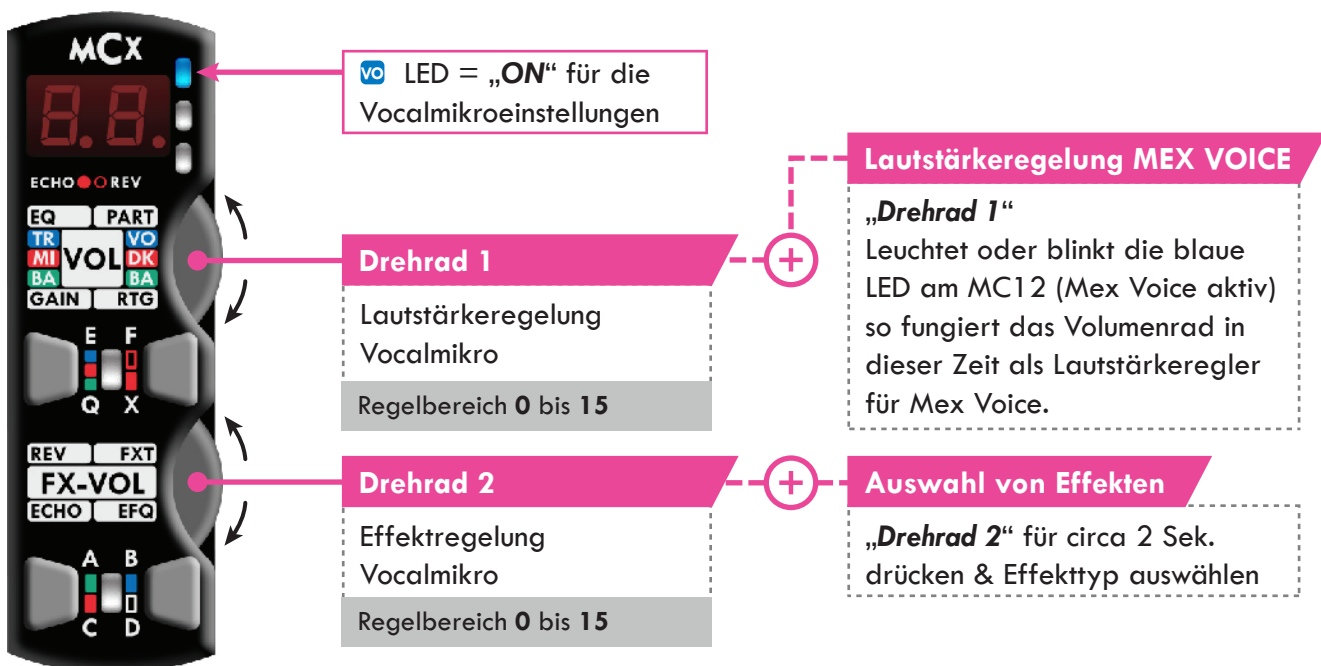 MCX
8.8.
ECHO REV
EQ PART
TR VO
MI VOL DK
BA BA
GAIN RTG
E F
Q X
REV FXT
FX-VOL
ECHO EFQ
A B
C D
VO LED = „ON“ für die
Vocalmikroeinstellungen
Drehrad 1
Lautstärkeregelung
Vocalmikro
Regelbereich 0 bis 15
+
Lautstärkeregelung MEX VOICE
„Drehrad 1“
Leuchtet oder blinkt die blaue
LED am MC12 (Mex Voice aktiv)
so fungiert das Volumenrad in
dieser Zeit als Lautstärkeregler
für Mex Voice.
Drehrad 2
Effektregelung
Vocalmikro
Regelbereich 0 bis 15
+
Auswahl von Effekten
„Drehrad 2“ für circa 2 Sek.
drücken & Effekttyp auswählen